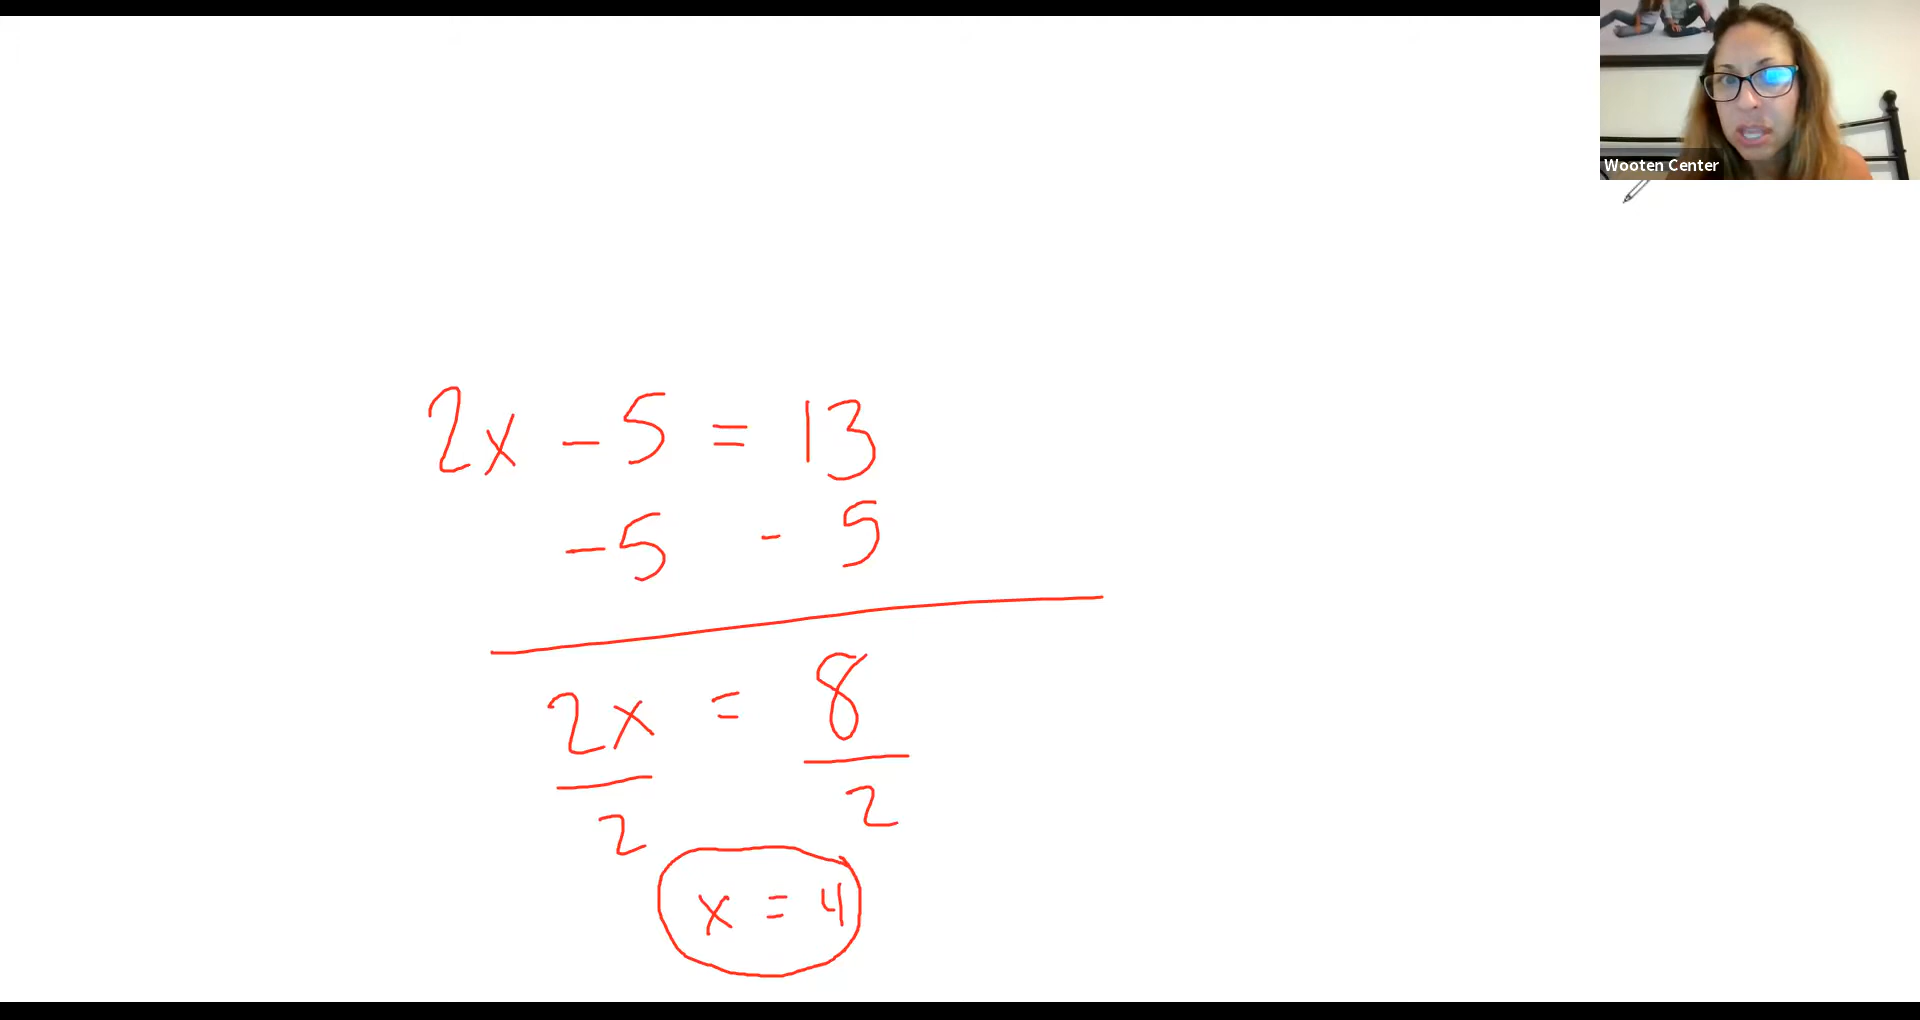 Wooten Center
2x - 5 = 13
-5 - 5
2x = 8
2 2
x = 4